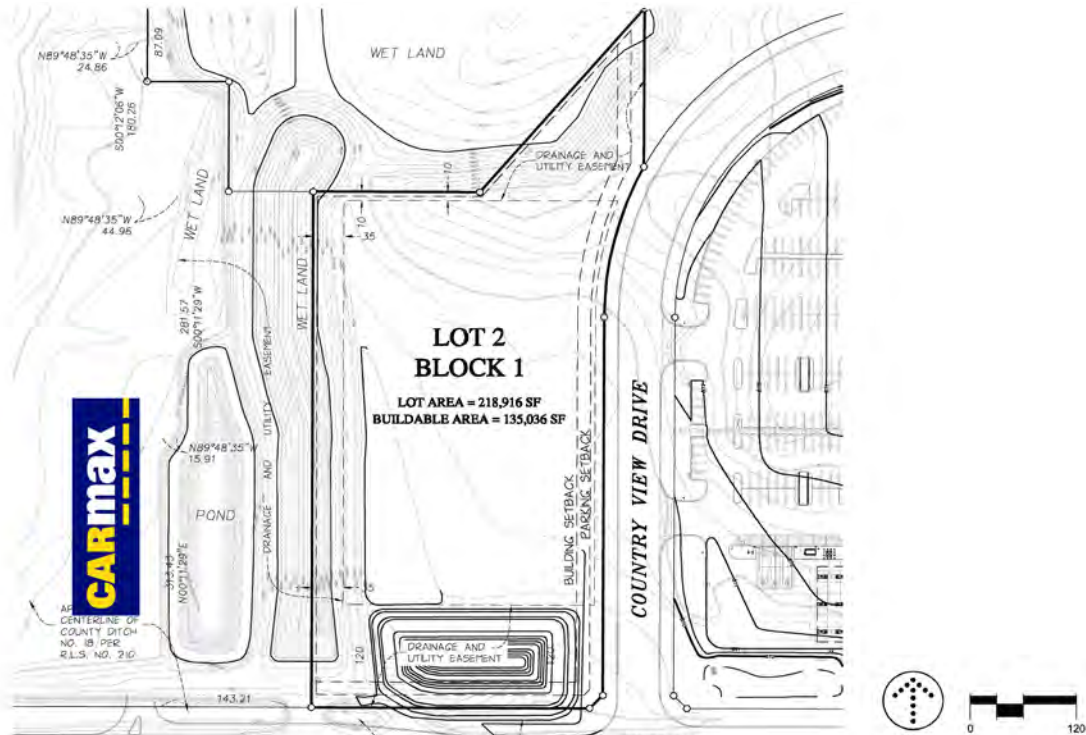 WET LAND
N89°48'35"W
24.86
87.09
S00°12'06"W
180.26
DRAINAGE AND
UTILITY EASEMENT
10
WET LAND
N89°48'35"W
44.96
10
35
WET LAND
281.57
S00°11'29"W
DRAINAGE AND UTILITY EASEMENT
LOT 2
BLOCK 1
LOT AREA = 218,916 SF
BUILDABLE AREA = 135,036 SF
CARmax
N89°48'35"W
15.91
POND
313.43
N00°11'29"E
BUILDING SETBACK
PARKING SETBACK
COUNTRY VIEW DRIVE
CENTERLINE OF
COUNTY DITCH
NO. 18 PER
R.L.S. NO. 210
DRAINAGE AND
UTILITY EASEMENT
120
120
143.21
0
120